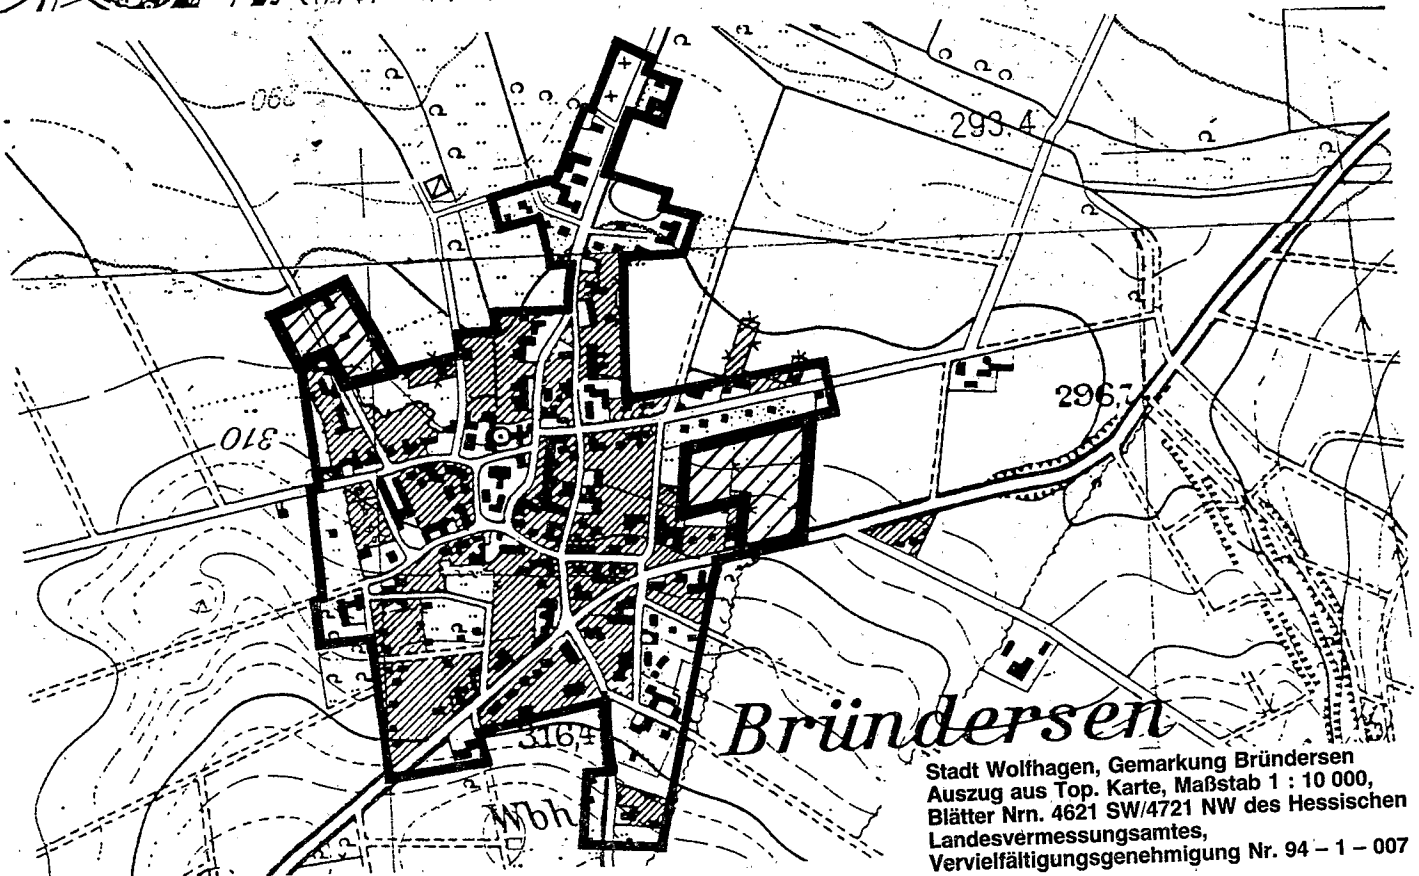 290
293.4
310
296,7
Bründersen
316,4
Wbh
Stadt Wolfhagen, Gemarkung Bründersen
Auszug aus Top. Karte, Maßstab 1 : 10 000,
Blätter Nrn. 4621 SW/4721 NW des Hessischen
Landesvermessungsamtes,
Vervielfältigungsgenehmigung Nr. 94 – 1 – 007